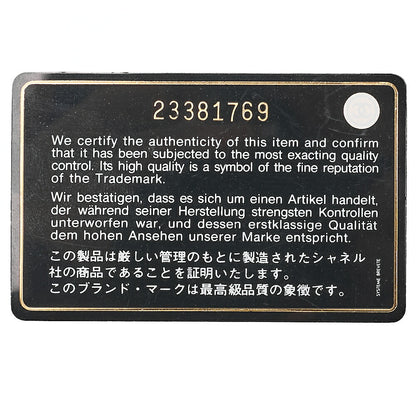 23381769
We certify the authenticity of this item and confirm
that it has been subjected to the most exacting quality
control. Its high quality is a symbol of the fine reputation
of the Trademark.
Wir bestätigen, dass es sich um einen Artikel handelt,
der während seiner Herstellung strengsten Kontrollen
unterworfen war, und dessen erstklassige Qualität
dem hohen Ansehen unserer Marke entspricht.
この製品は厳しい管理のもとに製造されたシャネル
社の商品であることを証明いたします。
このブランド・マークは最高級品質の象徴です。
SYSTEME BREVETE